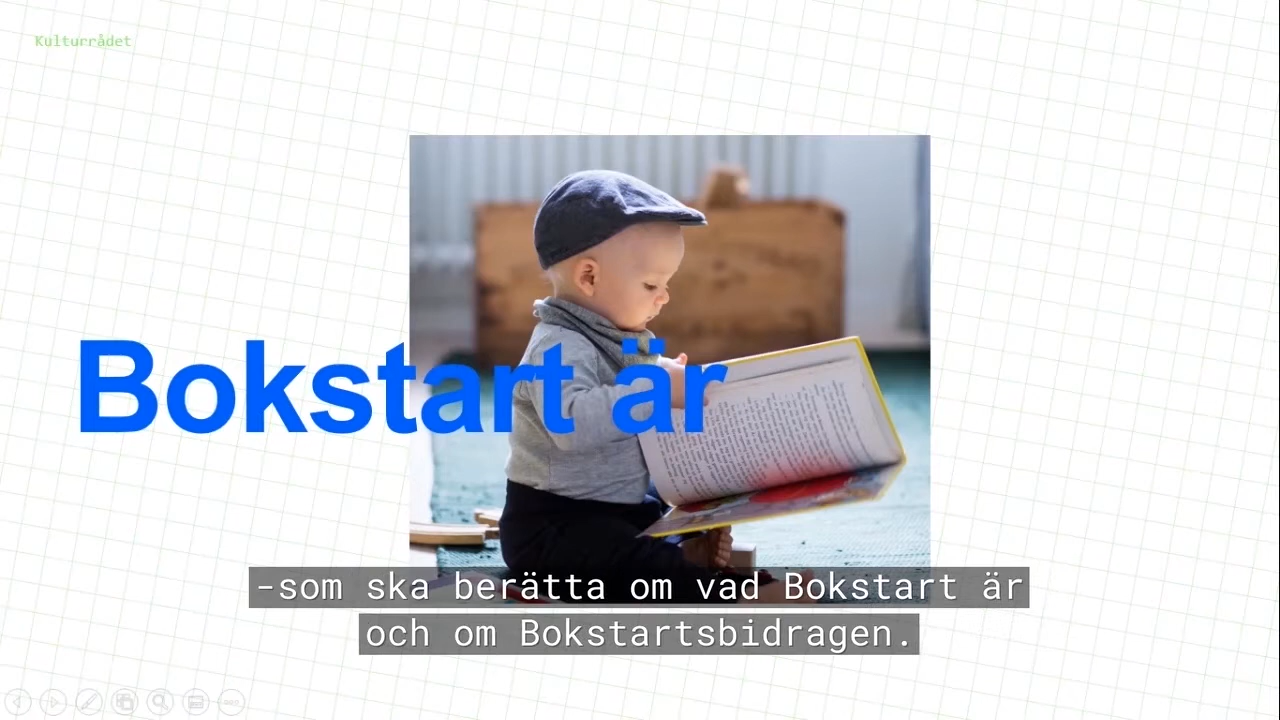 Kulturrådet
Bokstart är
-som ska berätta om vad Bokstart är
och om Bokstartsbidragen.